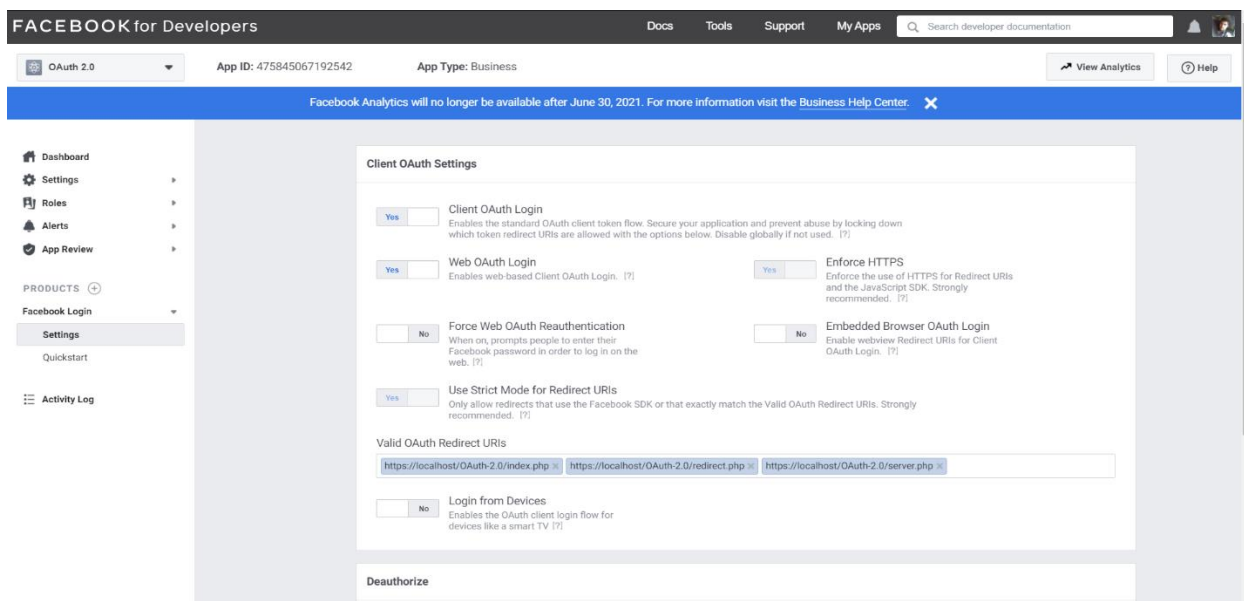 FACEBOOK for Developers
Docs
Tools
Support
My Apps
Search developer documentation
OAuth 2.0
App ID: 475845067192542
App Type: Business
View Analytics
Help
Facebook Analytics will no longer be available after June 30, 2021. For more information visit the Business Help Center.
Dashboard
Settings
Roles
Alerts
App Review
PRODUCTS
Facebook Login
Settings
Quickstart
Activity Log
Client OAuth Settings
Yes
Client OAuth Login
Enables the standard OAuth client token flow. Secure your application and prevent abuse by locking down
which token redirect URIs are allowed with the options below. Disable globally if not used. [?]
Yes
Web OAuth Login
Enables web-based Client OAuth Login. [?]
Yes
Enforce HTTPS
Enforce the use of HTTPS for Redirect URIs
and the JavaScript SDK. Strongly
recommended. [?]
No
Force Web OAuth Reauthentication
When on, prompts people to enter their
Facebook password in order to log in on the
web. [?]
No
Embedded Browser OAuth Login
Enable webview Redirect URIs for Client
OAuth Login. [?]
Yes
Use Strict Mode for Redirect URIs
Only allow redirects that use the Facebook SDK or that exactly match the Valid OAuth Redirect URIs. Strongly
recommended. [?]
Valid OAuth Redirect URIs
https://localhost/OAuth-2.0/index.php https://localhost/OAuth-2.0/redirect.php https://localhost/OAuth-2.0/server.php
No
Login from Devices
Enables the OAuth client login flow for
devices like a smart TV [?]
Deauthorize